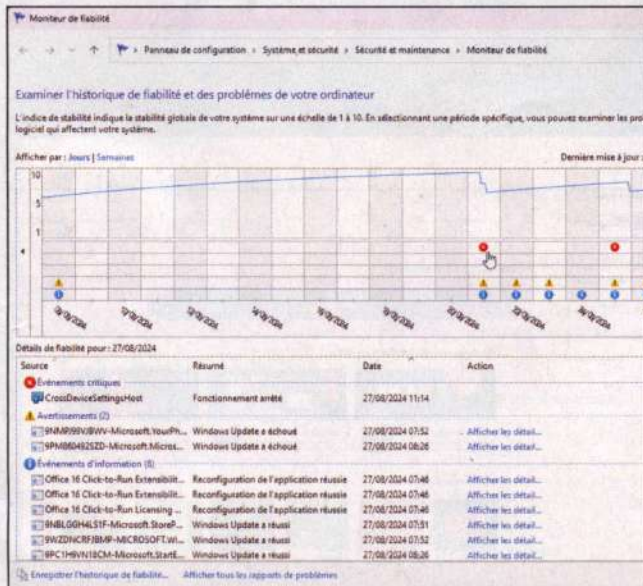 Moniteur de fiabilité
Panneau de configuration > Système et sécurité > Sécurité et maintenance > Moniteur de fiabilité
Examiner l'historique de fiabilité et des problèmes de votre ordinateur
L'indice de stabilité indique la stabilité globale de votre système sur une échelle de 1 à 10. En sélectionnant une période spécifique, vous pouvez examiner les pro
logiciel qui affectent votre système.
Afficher par : Jours | Semaines Dernière mise à jour :
10
5
1
Détails de fiabilité pour : 27/08/2024
Source Résumé Date Action
Événements critiques
CrossDeviceSettingsHost Fonctionnement arrêté 27/08/2024 11:14
Avertissements (2)
Windows Update a échoué 27/08/2024 07:52 Afficher les détail...
Windows Update a échoué 27/08/2024 08:26 Afficher les détail...
Événements d'information (6)
Office 16 Click-to-Run Extensibilit... Reconfiguration de l'application réussie 27/08/2024 07:46 Afficher les détail...
Office 16 Click-to-Run Extensibilit... Reconfiguration de l'application réussie 27/08/2024 07:46 Afficher les détail...
Office 16 Click-to-Run Licensing ... Reconfiguration de l'application réussie 27/08/2024 07:46 Afficher les détail...
Windows Update a réussi 27/08/2024 07:51 Afficher les détail...
Windows Update a réussi 27/08/2024 07:52 Afficher les détail...
Windows Update a réussi 27/08/2024 08:26 Afficher les détail...
Enregistrer l'historique de fiabilité... Afficher tous les rapports de problèmes